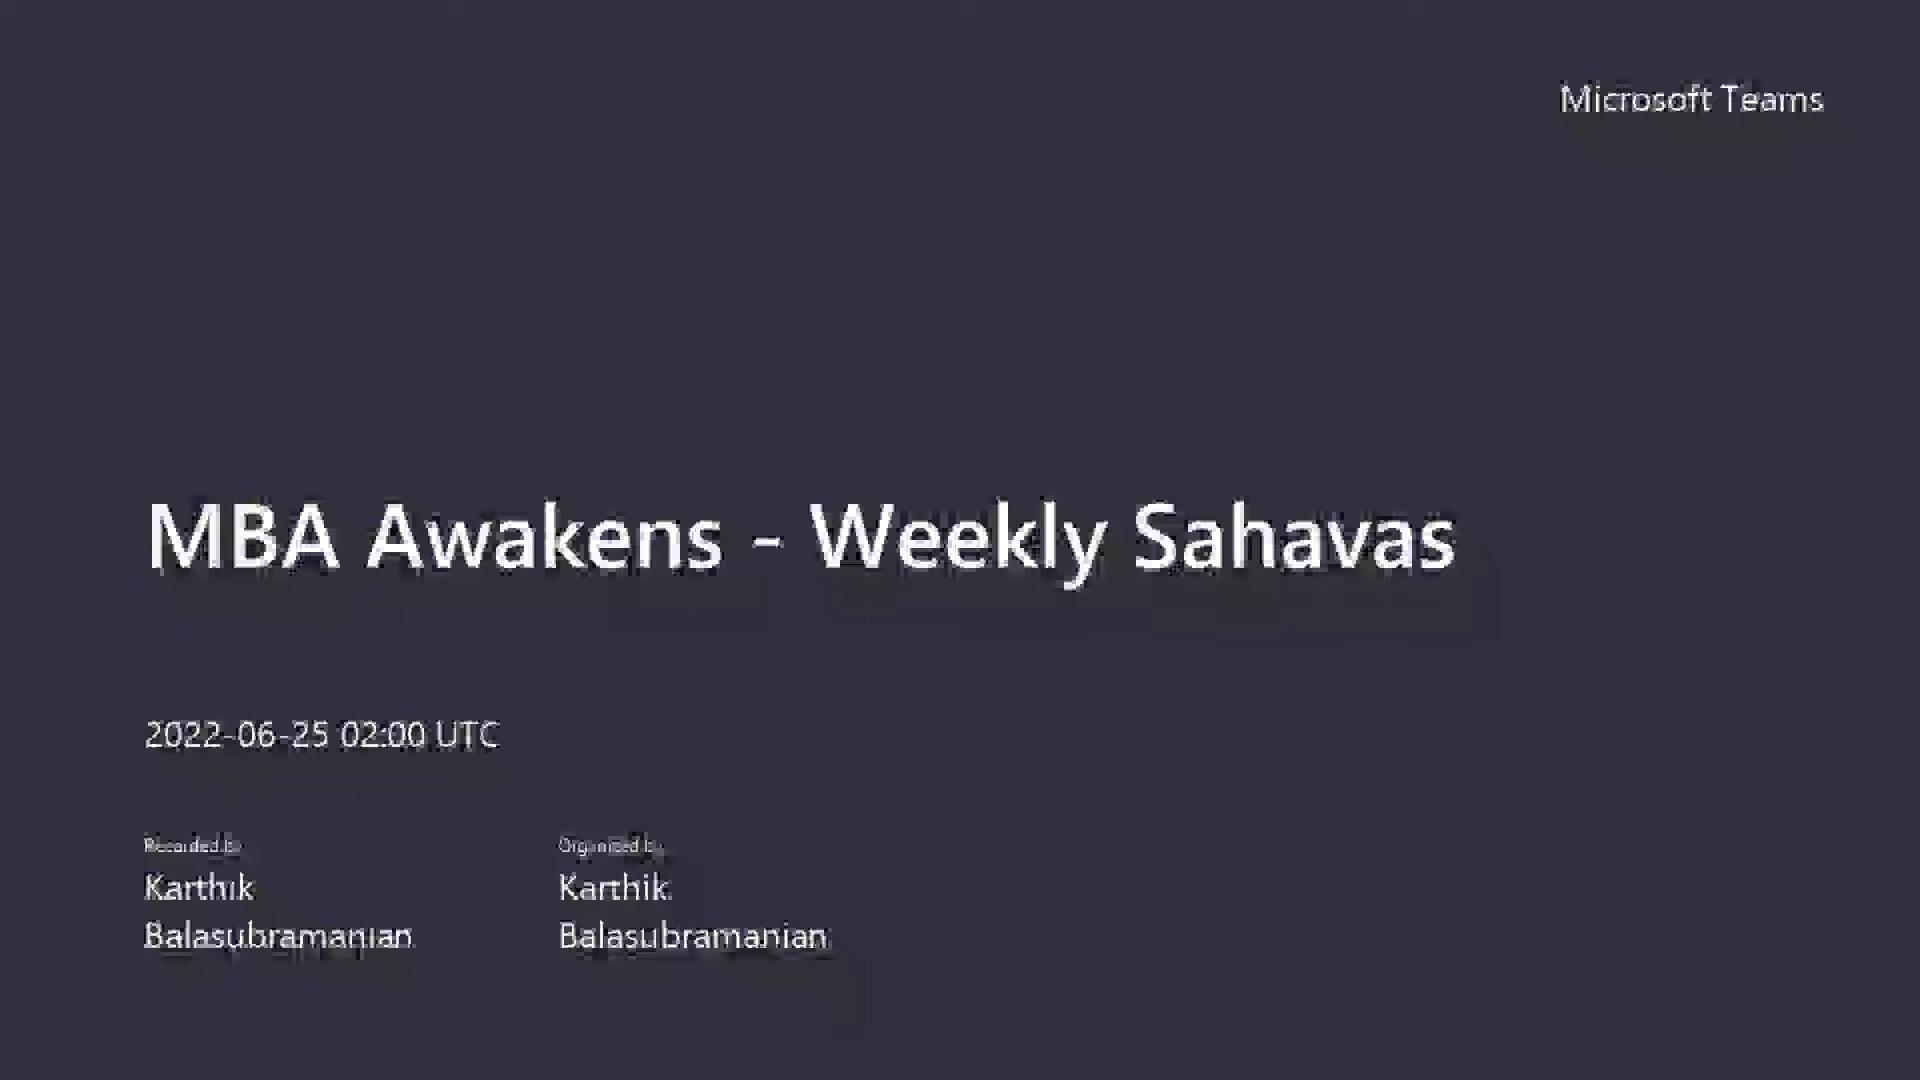 Microsoft Teams
MBA Awakens - Weekly Sahavas
2022-06-25 02:00 UTC
Recorded by
Organized by
Karthik
Karthik
Balasubramanian
Balasubramanian